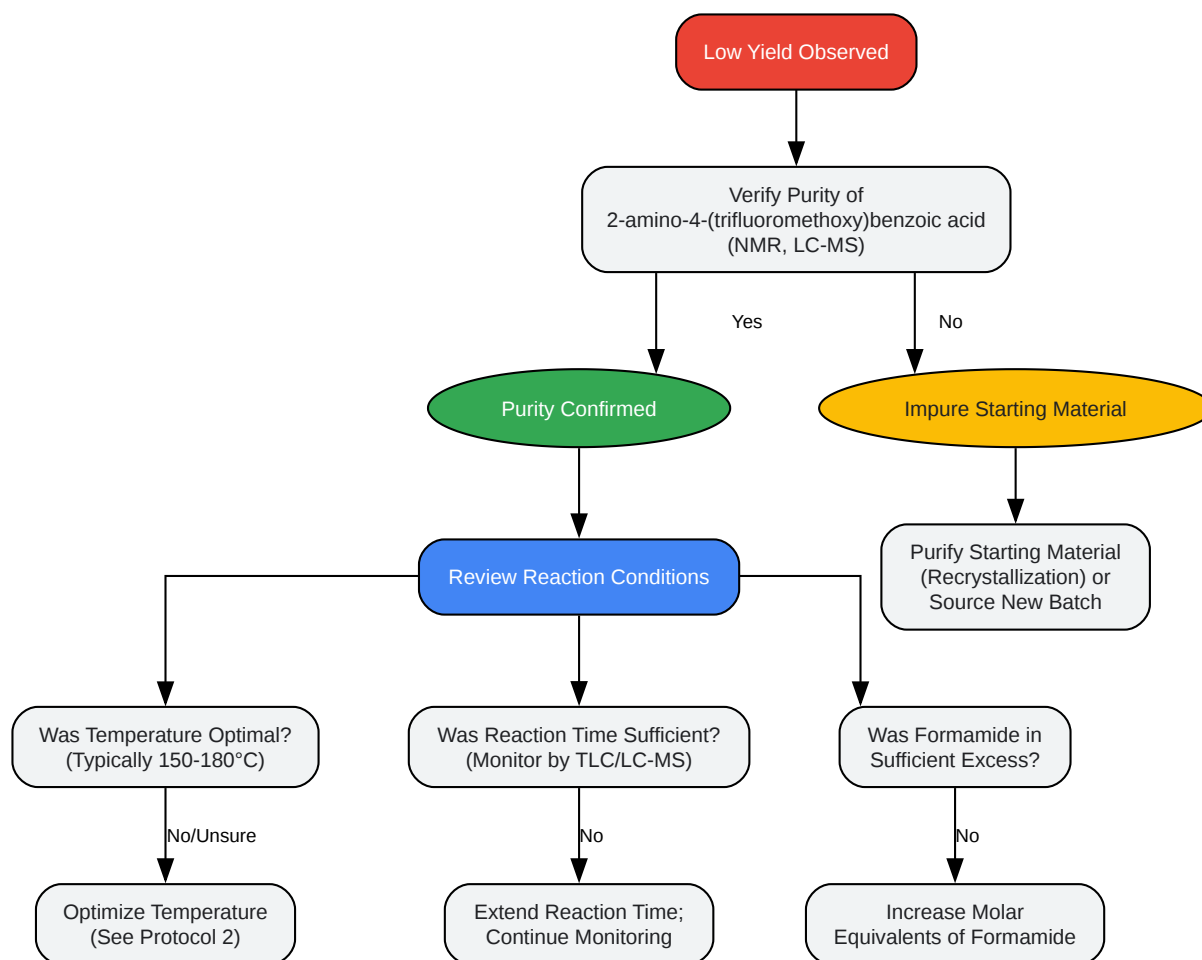 Low Yield Observed
Verify Purity of
2-amino-4-(trifluoromethoxy)benzoic acid
(NMR, LC-MS)
Yes
No
Purity Confirmed
Impure Starting Material
Purify Starting Material
(Recrystallization) or
Source New Batch
Review Reaction Conditions
Was Temperature Optimal?
(Typically 150-180°C)
Was Reaction Time Sufficient?
(Monitor by TLC/LC-MS)
Was Formamide in
Sufficient Excess?
No/Unsure
No
No
Optimize Temperature
(See Protocol 2)
Extend Reaction Time;
Continue Monitoring
Increase Molar
Equivalents of Formamide